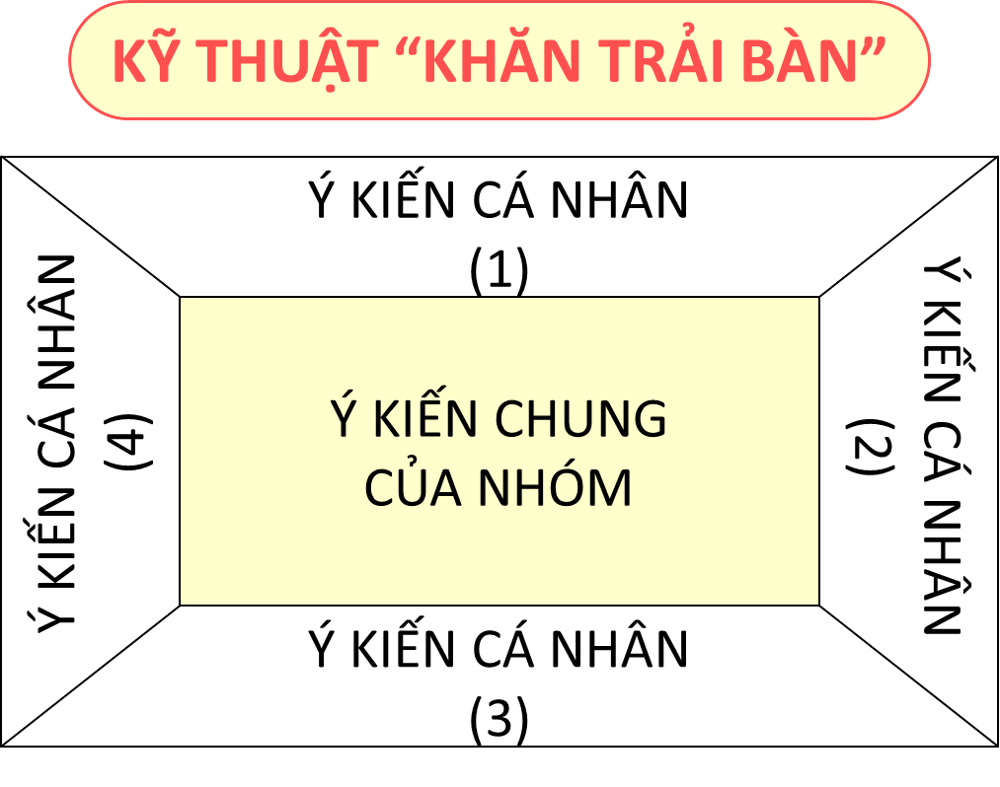 KỸ THUẬT “KHĂN TRẢI BÀN”
Ý KIẾN CÁ NHÂN
(1)
Ý KIẾN CÁ NHÂN
(4)
Ý KIẾN CHUNG
CỦA NHÓM
Ý KIẾN CÁ NHÂN
(2)
Ý KIẾN CÁ NHÂN
(3)